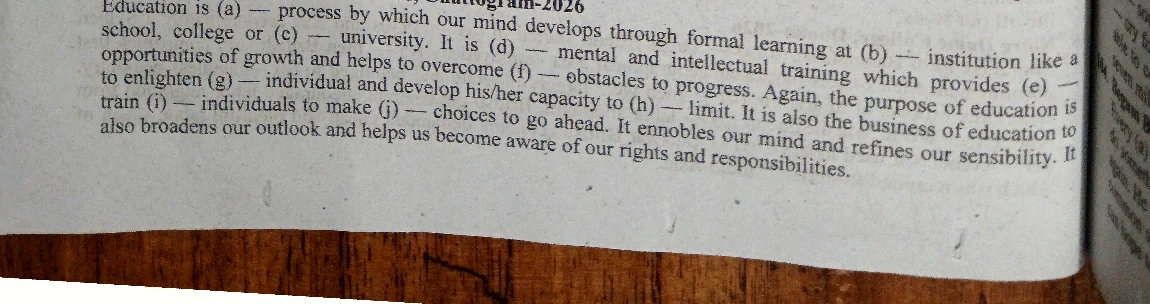 ttogram-2026
Education is (a) — process by which our mind develops through formal learning at (b) — institution like a
school, college or (c) — university. It is (d) — mental and intellectual training which provides (e) —
opportunities of growth and helps to overcome (f) — obstacles to progress. Again, the purpose of education is
to enlighten (g) — individual and develop his/her capacity to (h) — limit. It is also the business of education to
train (i) — individuals to make (j) — choices to go ahead. It ennobles our mind and refines our sensibility. It
also broadens our outlook and helps us become aware of our rights and responsibilities.